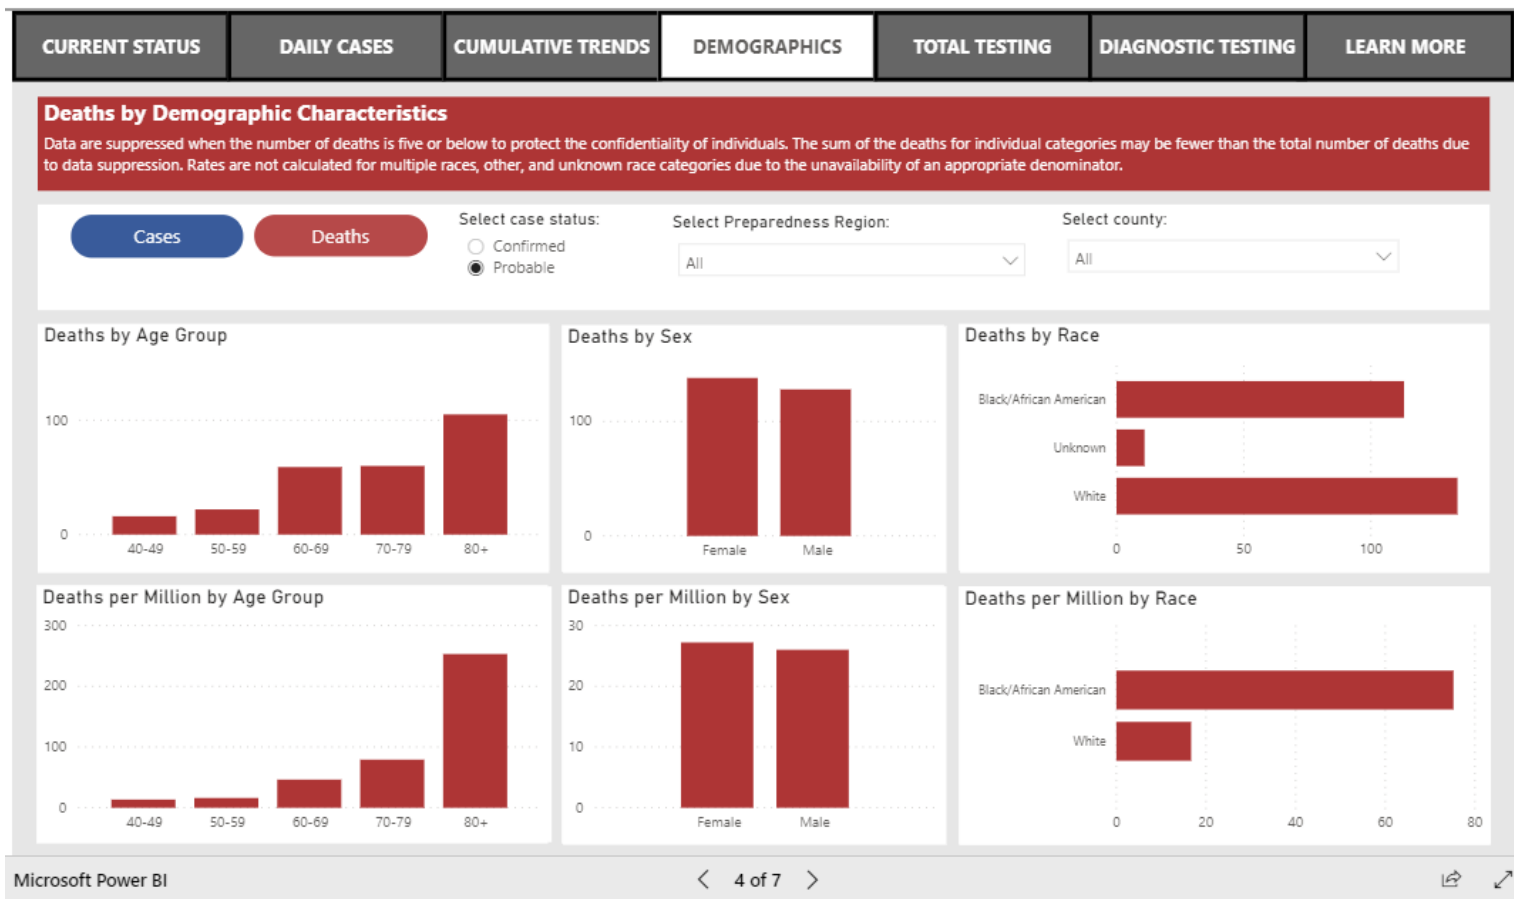 CURRENT STATUS
DAILY CASES
CUMULATIVE TRENDS
DEMOGRAPHICS
TOTAL TESTING
DIAGNOSTIC TESTING
LEARN MORE
Deaths by Demographic Characteristics
Data are suppressed when the number of deaths is five or below to protect the confidentiality of individuals. The sum of the deaths for individual categories may be fewer than the total number of deaths due
to data suppression. Rates are not calculated for multiple races, other, and unknown race categories due to the unavailability of an appropriate denominator.
Cases
Deaths
Select case status:
Confirmed
Probable
Select Preparedness Region:
All
Select county:
All
Deaths by Age Group
100
0
40-49 50-59 60-69 70-79 80+
Deaths by Sex
100
0
Female Male
Deaths by Race
Black/African American
Unknown
White
0 50 100
Deaths per Million by Age Group
300
200
100
0
40-49 50-59 60-69 70-79 80+
Deaths per Million by Sex
30
20
10
0
Female Male
Deaths per Million by Race
Black/African American
White
0 20 40 60 80
Microsoft Power BI
4 of 7